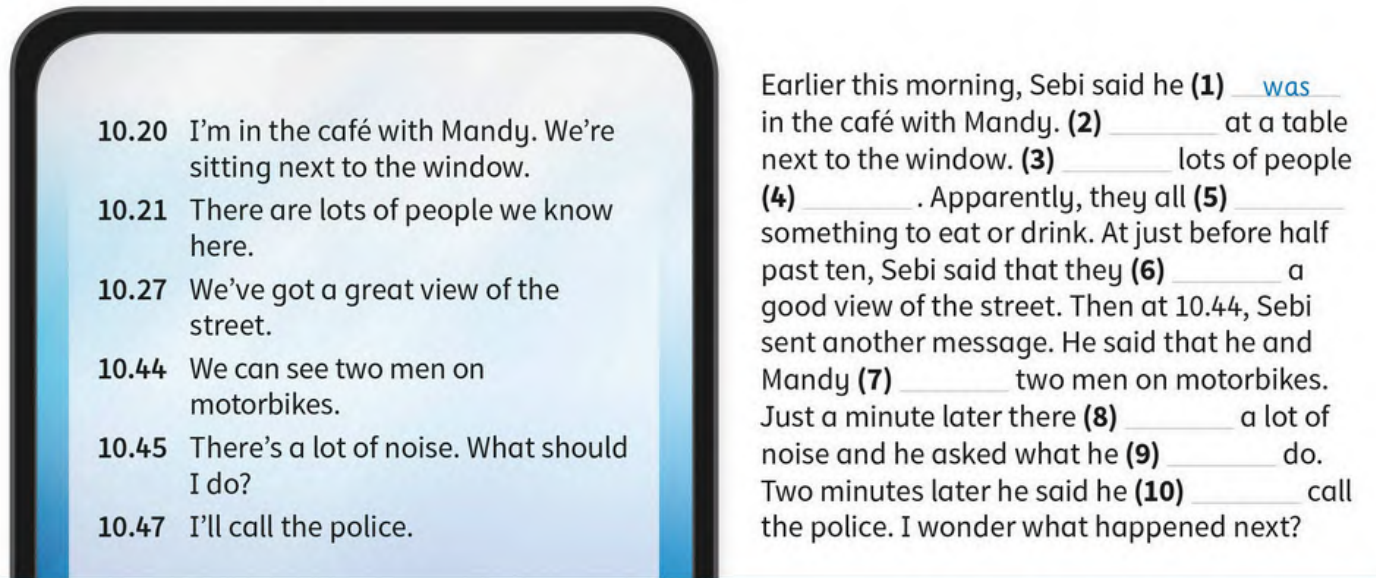 10.20 I'm in the café with Mandy. We're
sitting next to the window.
10.21 There are lots of people we know
here.
10.27 We've got a great view of the
street.
10.44 We can see two men on
motorbikes.
10.45 There's a lot of noise. What should
I do?
10.47 I'll call the police.
Earlier this morning, Sebi said he (1) was
in the café with Mandy. (2) ________ at a table
next to the window. (3) ________ lots of people
(4) ________ . Apparently, they all (5) ________
something to eat or drink. At just before half
past ten, Sebi said that they (6) ________ a
good view of the street. Then at 10.44, Sebi
sent another message. He said that he and
Mandy (7) ________ two men on motorbikes.
Just a minute later there (8) ________ a lot of
noise and he asked what he (9) ________ do.
Two minutes later he said he (10) ________ call
the police. I wonder what happened next?